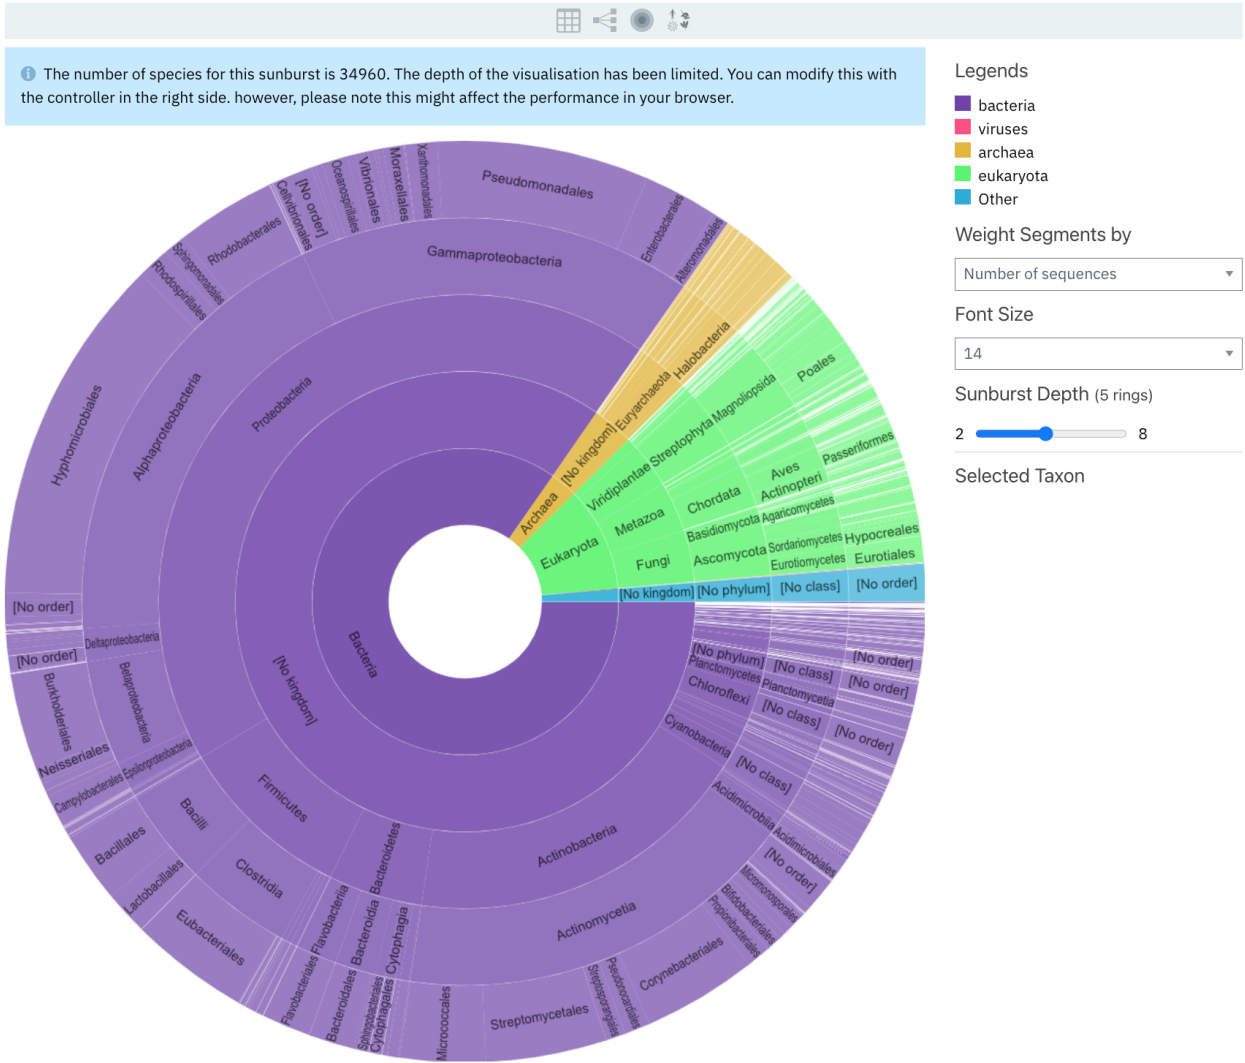 The number of species for this sunburst is 34960. The depth of the visualisation has been limited. You can modify this with
the controller in the right side. however, please note this might affect the performance in your browser.
Legends
bacteria
viruses
archaea
eukaryota
Other
Weight Segments by
Number of sequences
Font Size
14
Sunburst Depth (5 rings)
2 8
Selected Taxon
Bacteria
Archaea
Eukaryota
[No kingdom]
[No kingdom]
Viridiplantae
Metazoa
Fungi
[No kingdom]
Proteobacteria
Firmicutes
Bacteroidetes
Actinobacteria
Cyanobacteria
Chloroflexi
Planctomycetes
[No phylum]
Euryarchaeota
Streptophyta
Chordata
Basidiomycota
Ascomycota
[No phylum]
Gammaproteobacteria
Alphaproteobacteria
Deltaproteobacteria
Betaproteobacteria
Epsilonproteobacteria
Bacilli
Clostridia
Flavobacteriia
Bacteroidia
Cytophagia
Actinomycetia
Acidimicrobiia
[No class]
[No class]
Planctomycetia
[No class]
Halobacteria
Magnoliopsida
Aves
Actinopteri
Agaricomycetes
Sordariomycetes
Eurotiomycetes
[No class]
Alteromonadales
Enterobacterales
Pseudomonadales
Xanthomonadales
Moraxellales
Vibrionales
Oceanospirillales
[No order]
Cellvibrionales
Rhodobacterales
Sphingomonadales
Rhodospirillales
Hyphomicrobiales
[No order]
[No order]
Burkholderiales
Neisseriales
Campylobacterales
Bacillales
Lactobacillales
Eubacteriales
Flavobacteriales
Bacteroidales
Sphingobacteriales
Cytophagales
Micrococcales
Streptomycetales
Streptosporangiales
Pseudonocardiales
Corynebacteriales
Propionibacteriales
Bifidobacteriales
Micromonosporales
[No order]
Acidimicrobiales
[No order]
[No order]
[No order]
Poales
Passeriformes
Hypocreales
Eurotiales
[No order]